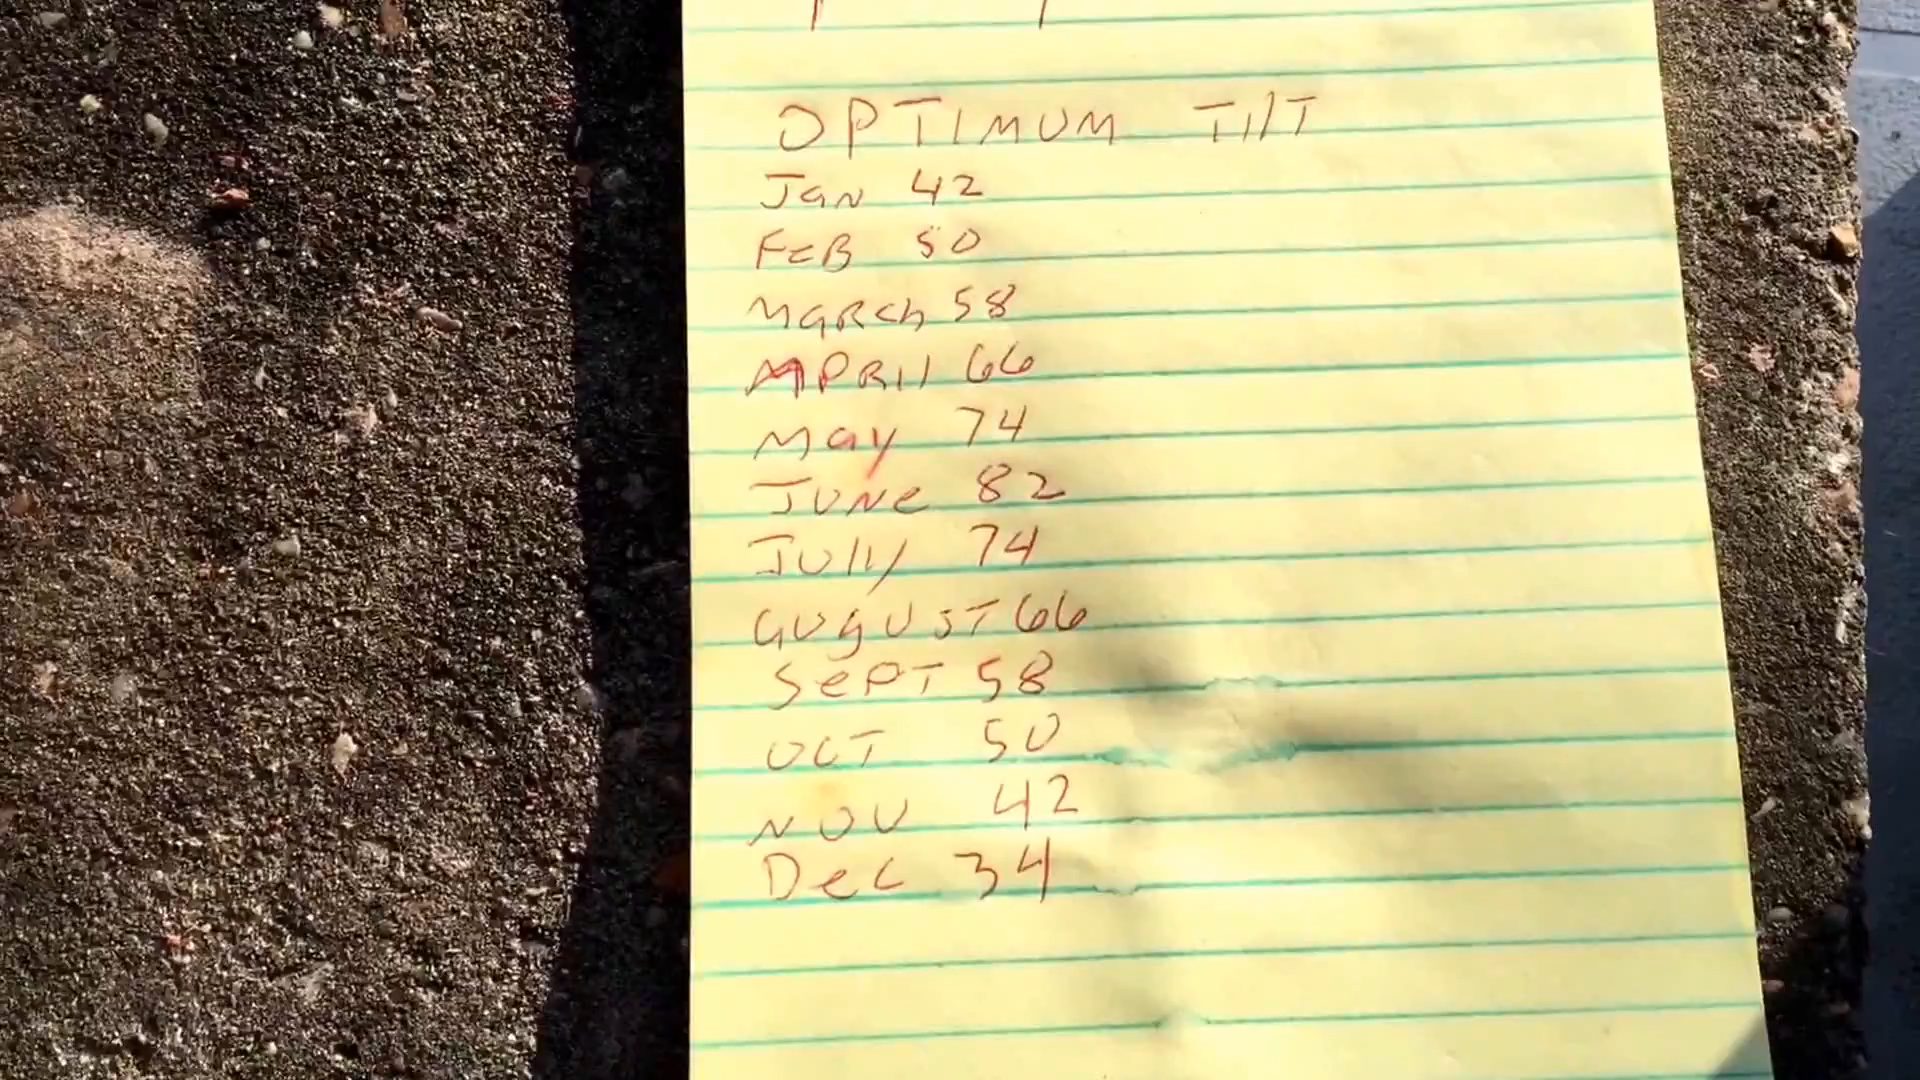 OPTIMUM TilT
Jan 42
FEB 50
MARch 58
APRIl 66
May 74
JUNe 82
JUly 74
aUgUST 66
SePT 58
OCT 50
NOV 42
Dec 34